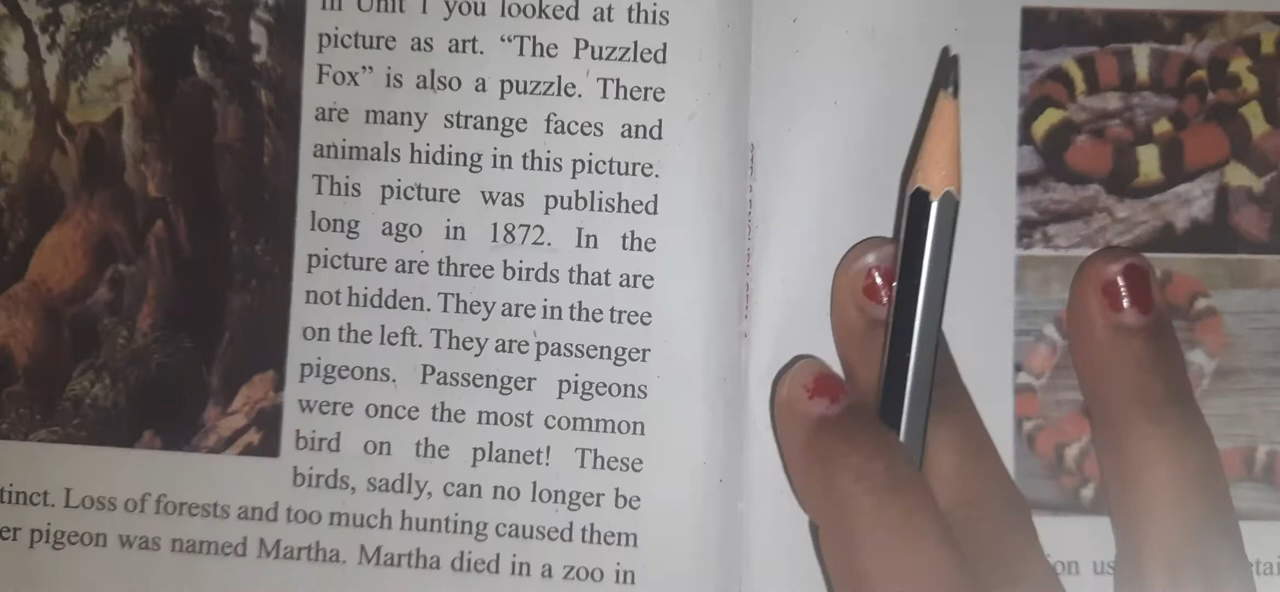 in Unit 1 you looked at this
picture as art. “The Puzzled
Fox” is also a puzzle. There
are many strange faces and
animals hiding in this picture.
This picture was published
long ago in 1872. In the
picture are three birds that are
not hidden. They are in the tree
on the left. They are passenger
pigeons. Passenger pigeons
were once the most common
bird on the planet! These
birds, sadly, can no longer be
tinct. Loss of forests and too much hunting caused them
er pigeon was named Martha. Martha died in a zoo in
on us